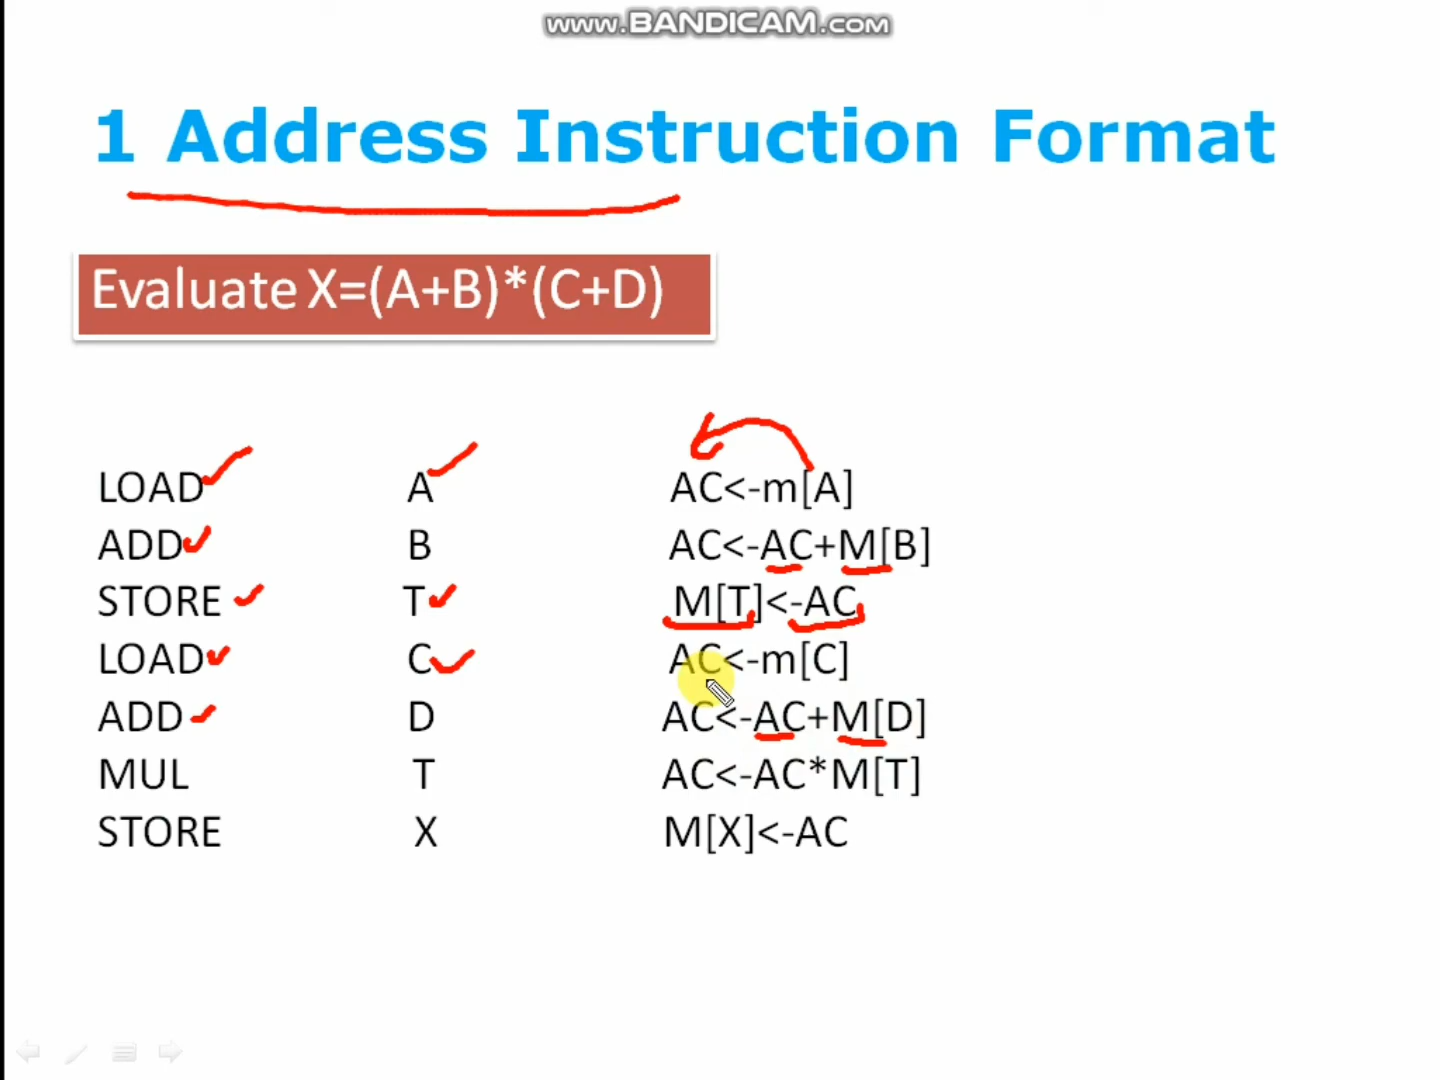 www.BANDICAM.com
1 Address Instruction Format
Evaluate X=(A+B)*(C+D)
LOAD A AC<-m[A]
ADD B AC<-AC+M[B]
STORE T M[T]<-AC
LOAD C AC<-m[C]
ADD D AC<-AC+M[D]
MUL T AC<-AC*M[T]
STORE X M[X]<-AC